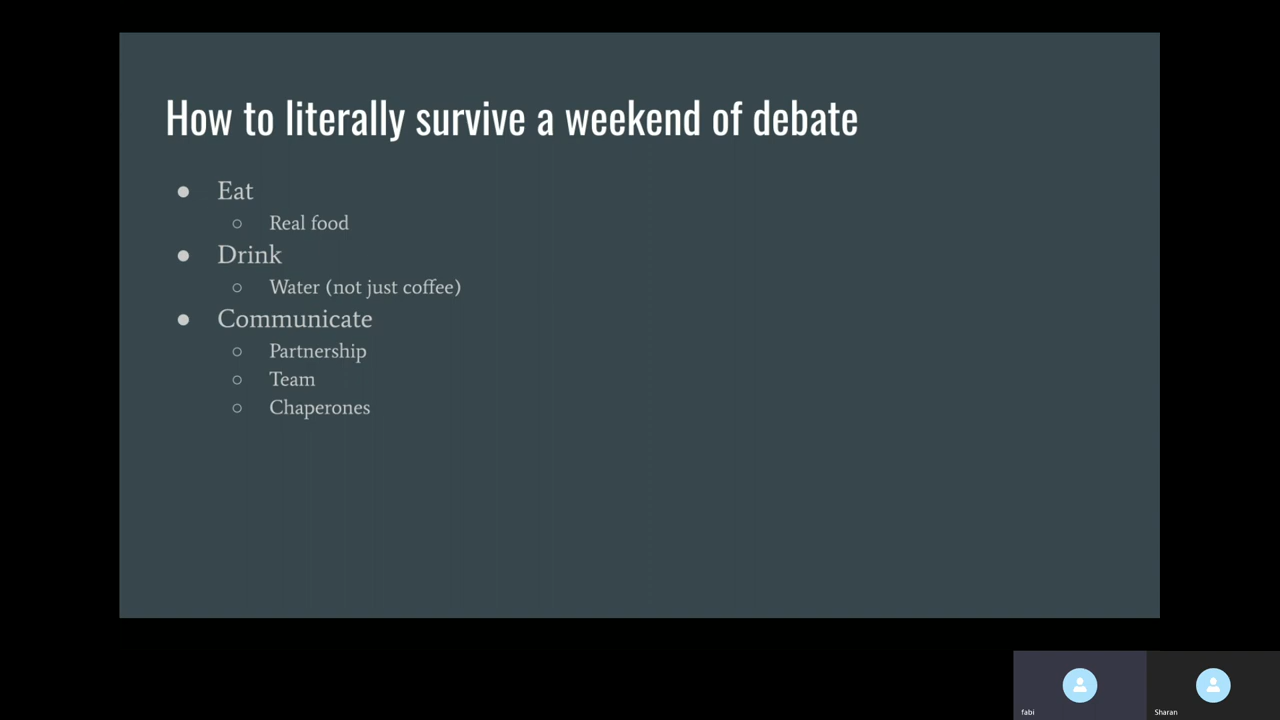 How to literally survive a weekend of debate
● Eat
○ Real food
● Drink
○ Water (not just coffee)
● Communicate
○ Partnership
○ Team
○ Chaperones
fabi
Sharan